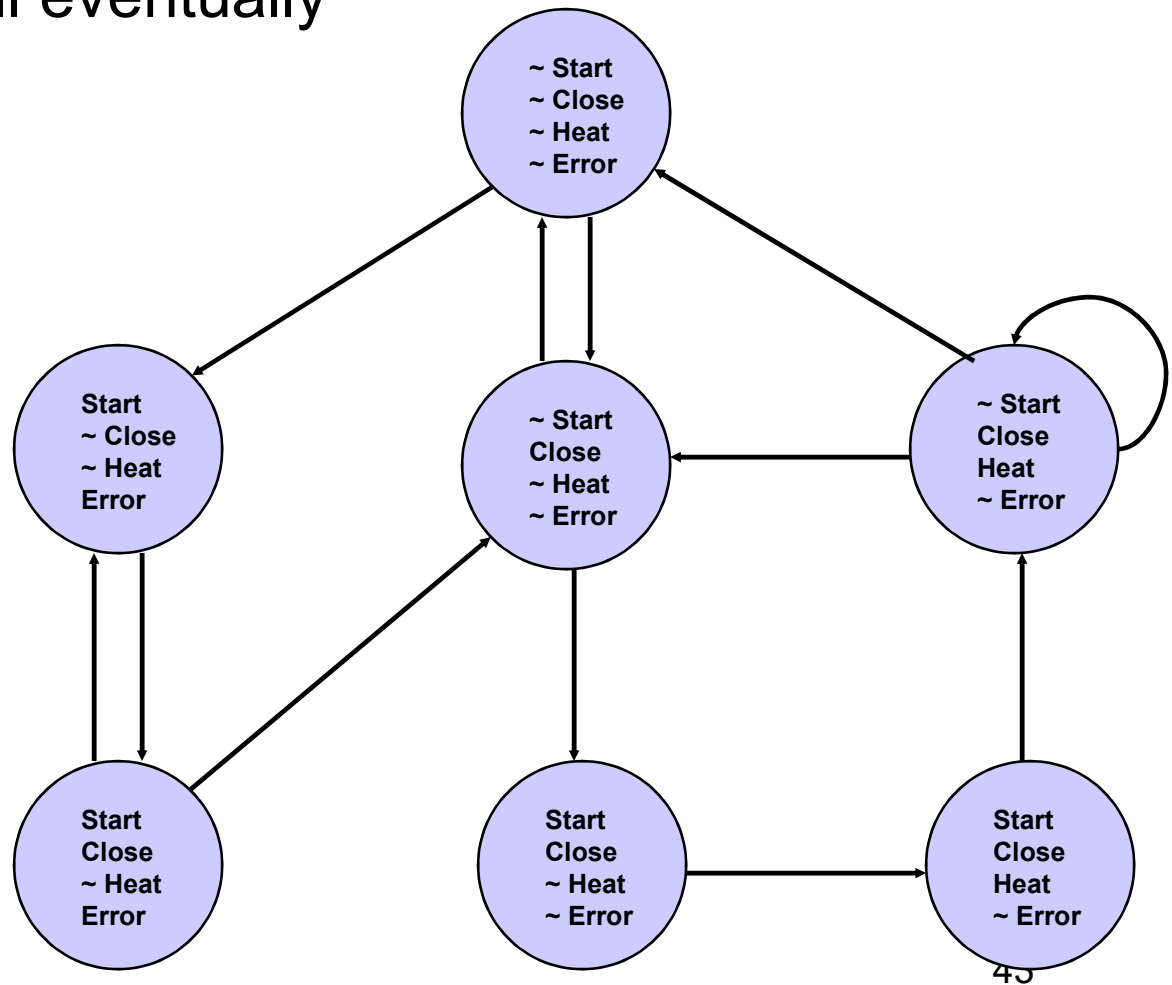 eventually
~ Start
~ Close
~ Heat
~ Error
Start
~ Close
~ Heat
Error
~ Start
Close
~ Heat
~ Error
~ Start
Close
Heat
~ Error
Start
Close
~ Heat
Error
Start
Close
~ Heat
~ Error
Start
Close
Heat
~ Error